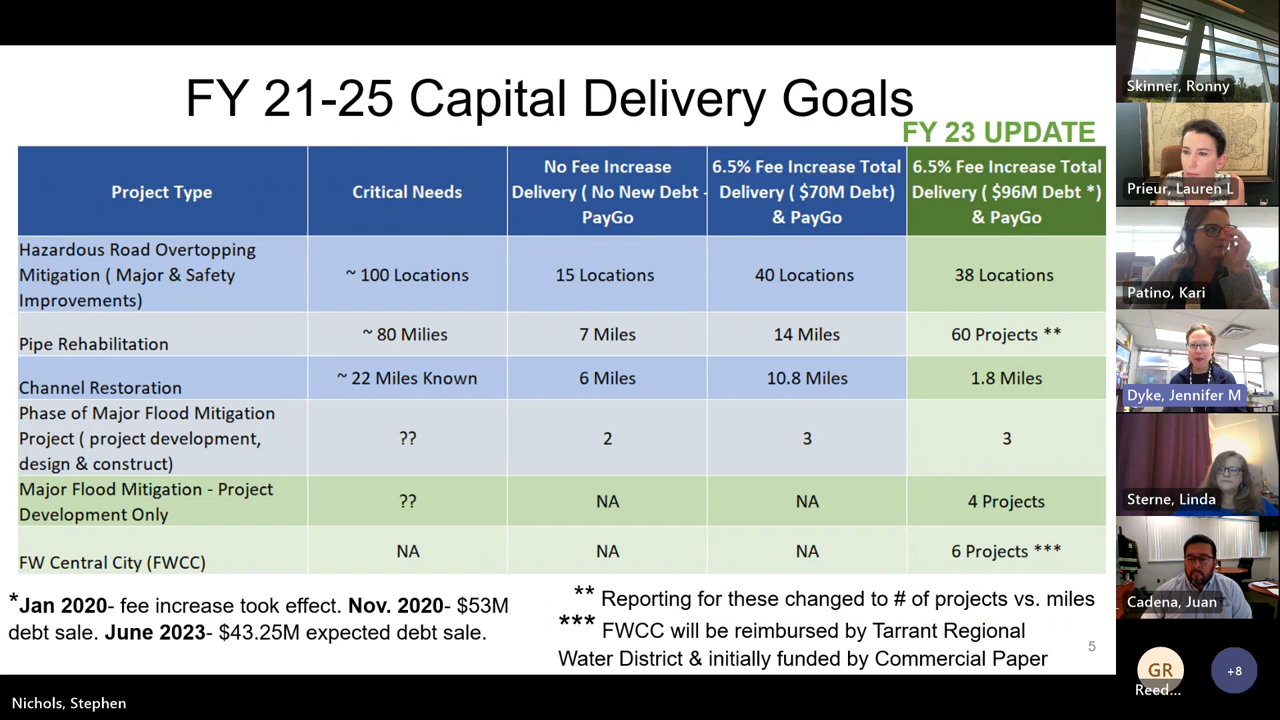 FY 21-25 Capital Delivery Goals
FY 23 UPDATE
Project Type
Critical Needs
No Fee Increase
Delivery ( No New Debt -
PayGo
6.5% Fee Increase Total
Delivery ( $70M Debt)
& PayGo
6.5% Fee Increase Total
Delivery ( $96M Debt *)
& PayGo
Hazardous Road Overtopping
Mitigation ( Major & Safety
Improvements)
~ 100 Locations
15 Locations
40 Locations
38 Locations
Pipe Rehabilitation
~ 80 Milies
7 Miles
14 Miles
60 Projects **
Channel Restoration
~ 22 Miles Known
6 Miles
10.8 Miles
1.8 Miles
Phase of Major Flood Mitigation
Project ( project development,
design & construct)
??
2
3
3
Major Flood Mitigation - Project
Development Only
??
NA
NA
4 Projects
FW Central City (FWCC)
NA
NA
NA
6 Projects ***
*Jan 2020- fee increase took effect. Nov. 2020- $53M
debt sale. June 2023- $43.25M expected debt sale.
** Reporting for these changed to # of projects vs. miles
*** FWCC will be reimbursed by Tarrant Regional
Water District & initially funded by Commercial Paper
5
Nichols, Stephen
Skinner, Ronny
Prieur, Lauren L
Patino, Kari
Dyke, Jennifer M
Sterne, Linda
Cadena, Juan
GR
Reed...
+8